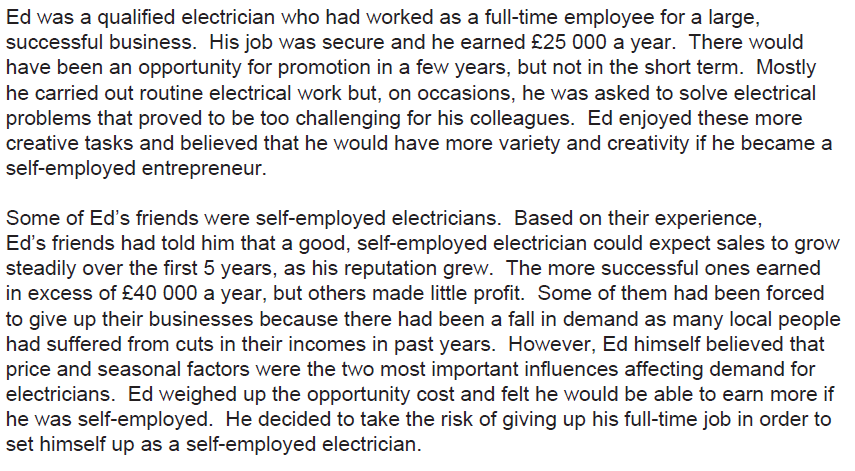 Ed was a qualified electrician who had worked as a full-time employee for a large,
successful business.  His job was secure and he earned £25 000 a year.  There would
have been an opportunity for promotion in a few years, but not in the short term.  Mostly
he carried out routine electrical work but, on occasions, he was asked to solve electrical
problems that proved to be too challenging for his colleagues.  Ed enjoyed these more
creative tasks and believed that he would have more variety and creativity if he became a
self-employed entrepreneur.

Some of Ed’s friends were self-employed electricians.  Based on their experience,
Ed’s friends had told him that a good, self-employed electrician could expect sales to grow
steadily over the first 5 years, as his reputation grew.  The more successful ones earned
in excess of £40 000 a year, but others made little profit.  Some of them had been forced
to give up their businesses because there had been a fall in demand as many local people
had suffered from cuts in their incomes in past years.  However, Ed himself believed that
price and seasonal factors were the two most important influences affecting demand for
electricians.  Ed weighed up the opportunity cost and felt he would be able to earn more if
he was self-employed.  He decided to take the risk of giving up his full-time job in order to
set himself up as a self-employed electrician.